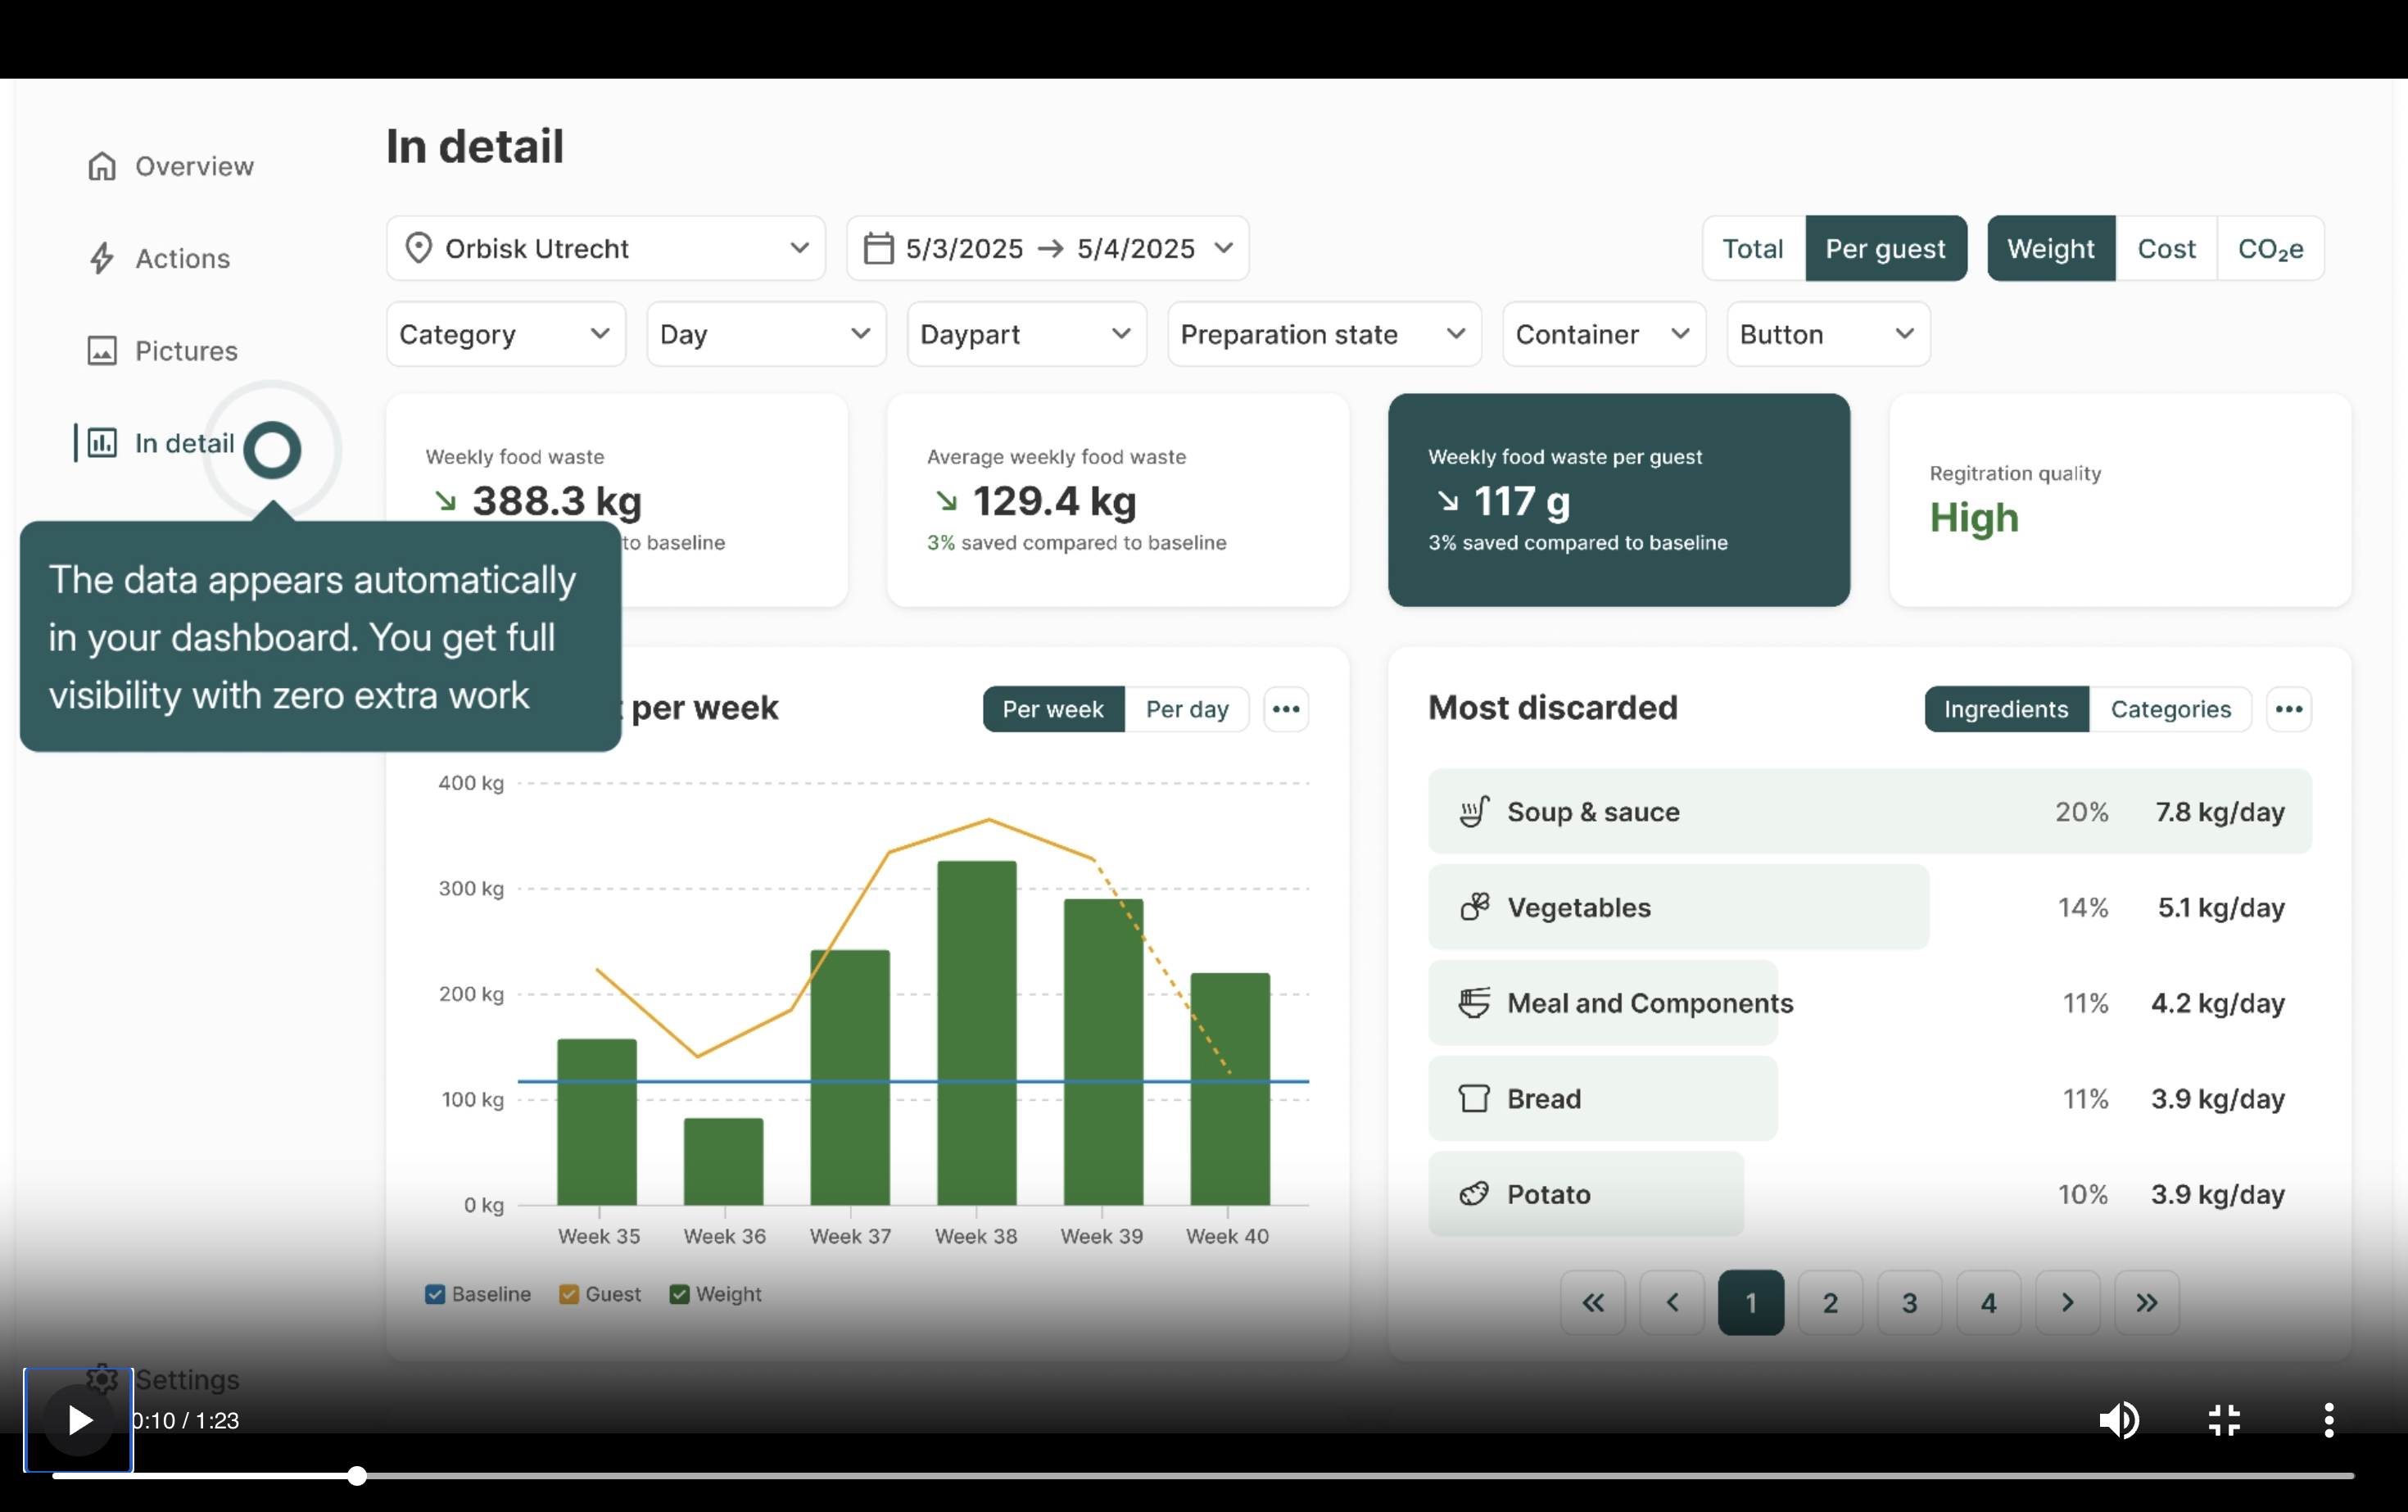 In detail
Overview
Actions
Pictures
In detail
Orbisk Utrecht
5/3/2025 → 5/4/2025
Total Per guest
Weight Cost CO₂e
Category Day Daypart Preparation state Container Button
Weekly food waste
388.3 kg
to baseline
Average weekly food waste
129.4 kg
3% saved compared to baseline
Weekly food waste per guest
117 g
3% saved compared to baseline
Regitration quality
High
The data appears automatically
in your dashboard. You get full
visibility with zero extra work
per week
Per week Per day
400 kg
300 kg
200 kg
100 kg
0 kg
Week 35 Week 36 Week 37 Week 38 Week 39 Week 40
Baseline Guest Weight
Most discarded
Ingredients Categories
Soup & sauce 20% 7.8 kg/day
Vegetables 14% 5.1 kg/day
Meal and Components 11% 4.2 kg/day
Bread 11% 3.9 kg/day
Potato 10% 3.9 kg/day
1 2 3 4
Settings
0:10 / 1:23